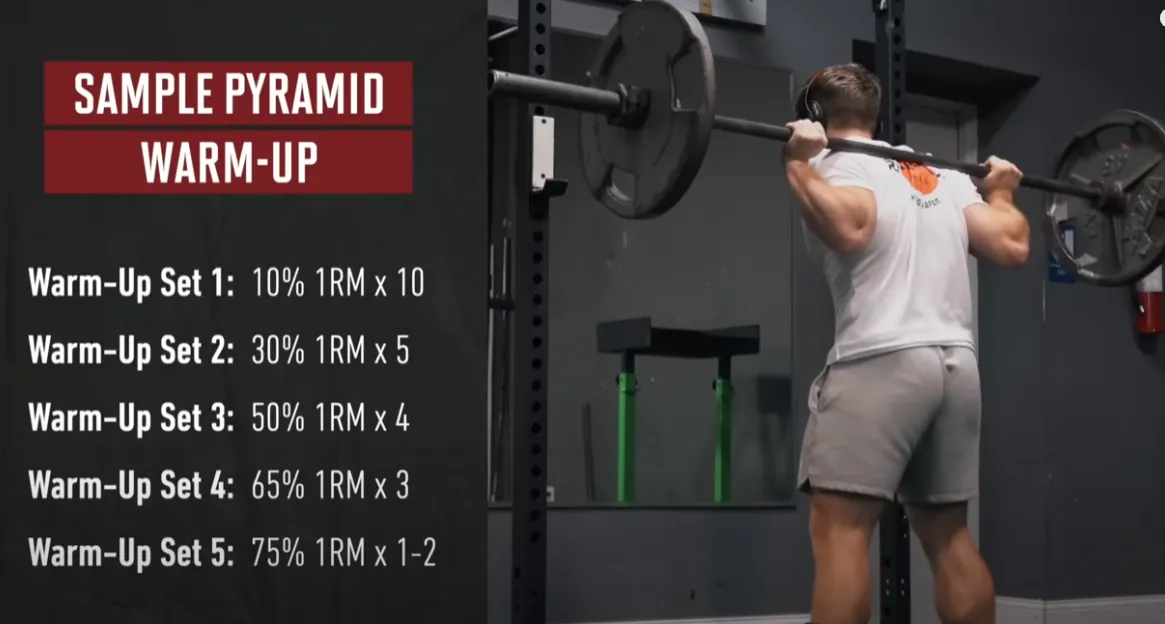 SAMPLE PYRAMID
WARM-UP
Warm-Up Set 1: 10% 1RM x 10
Warm-Up Set 2: 30% 1RM x 5
Warm-Up Set 3: 50% 1RM x 4
Warm-Up Set 4: 65% 1RM x 3
Warm-Up Set 5: 75% 1RM x 1-2